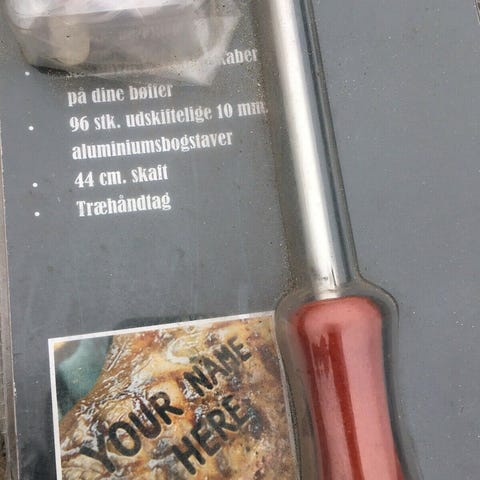 på dine bøffer
96 stk. udskiftelige 10 mm.
aluminiumsbogstaver
44 cm. skaft
Træhåndtag
YOUR NAME
HERE